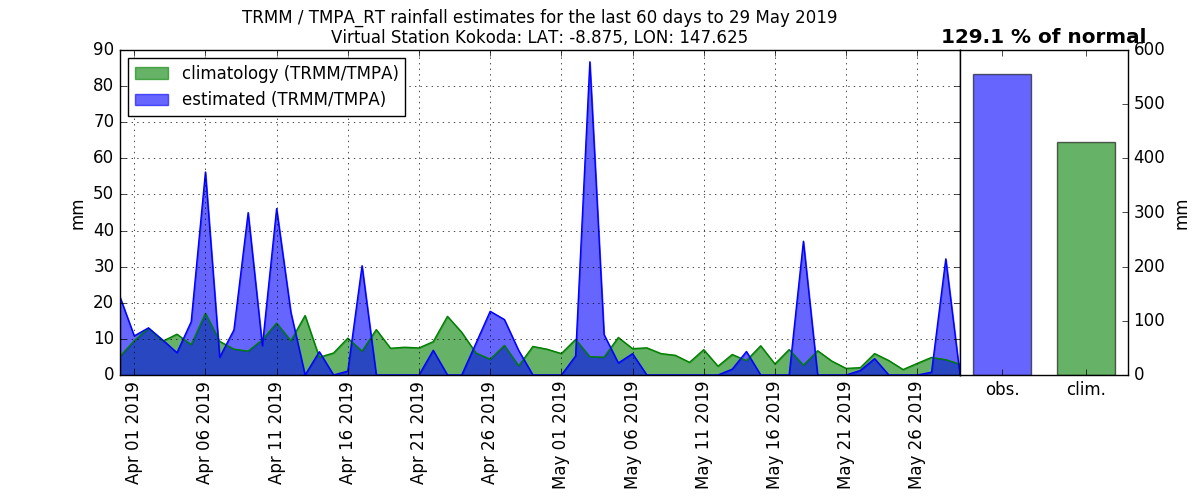 TRMM / TMPA_RT rainfall estimates for the last 60 days to 29 May 2019
Virtual Station Kokoda: LAT: -8.875, LON: 147.625
129.1 % of normal
climatology (TRMM/TMPA)
estimated (TRMM/TMPA)
mm
90
80
70
60
50
40
30
20
10
0
Apr 01 2019
Apr 06 2019
Apr 11 2019
Apr 16 2019
Apr 21 2019
Apr 26 2019
May 01 2019
May 06 2019
May 11 2019
May 16 2019
May 21 2019
May 26 2019
obs.
clim.
600
500
400
300
200
100
0
mm